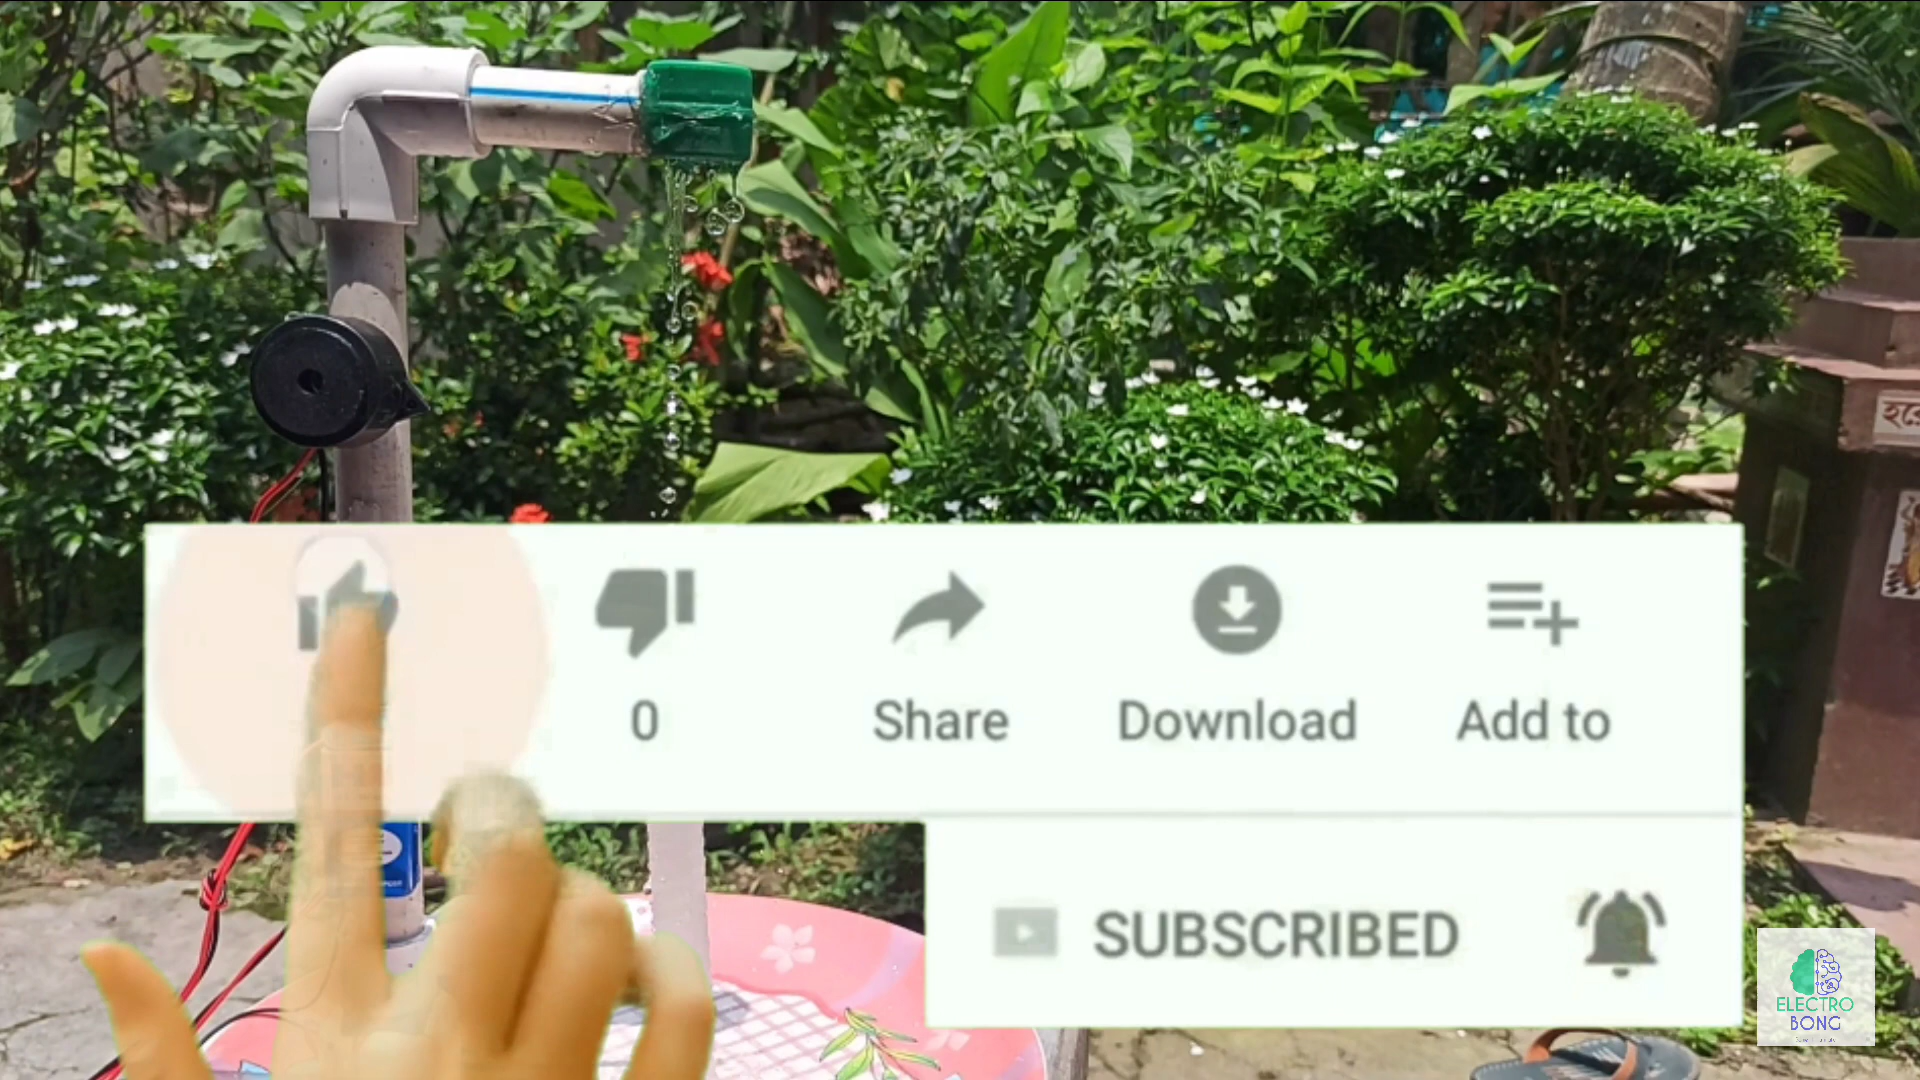 0
Share
Download
Add to
SUBSCRIBED
ELECTRO
BONG